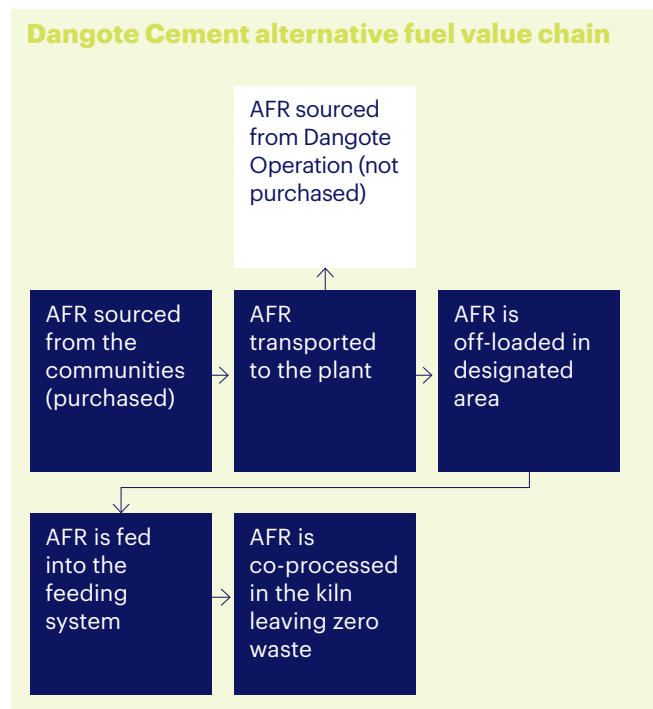 Dangote Cement alternative fuel value chain
AFR sourced
from Dangote
Operation (not
purchased)
AFR sourced
from the
communities
(purchased)
AFR
transported
to the plant
AFR is
off-loaded in
designated
area
AFR is fed
into the
feeding
system
AFR is
co-processed
in the kiln
leaving zero
waste